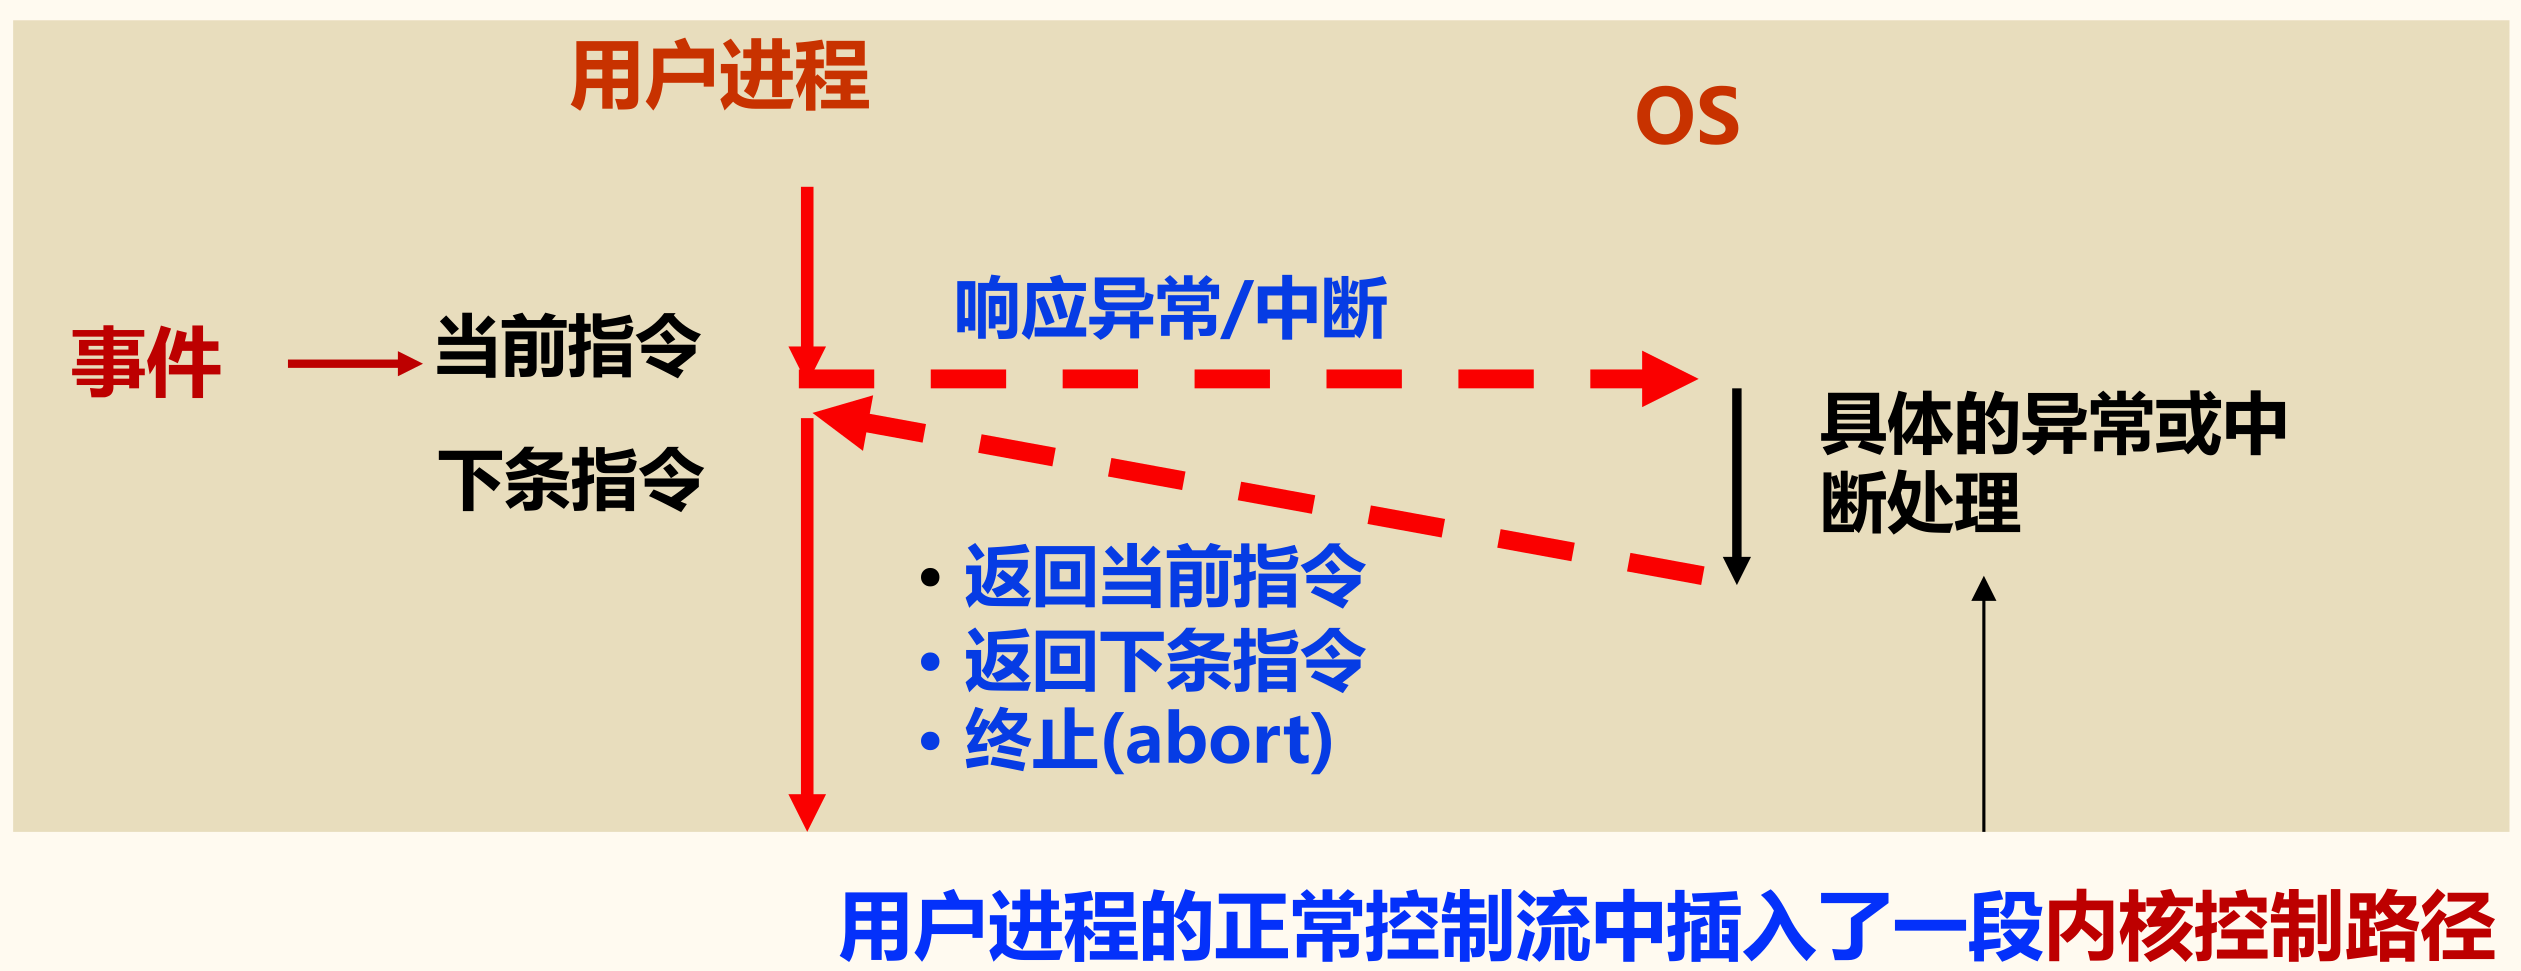 用户进程
OS
响应异常/中断
事件
当前指令
下条指令
具体的异常或中
断处理
• 返回当前指令
• 返回下条指令
• 终止(abort)
用户进程的正常控制流中插入了一段内核控制路径